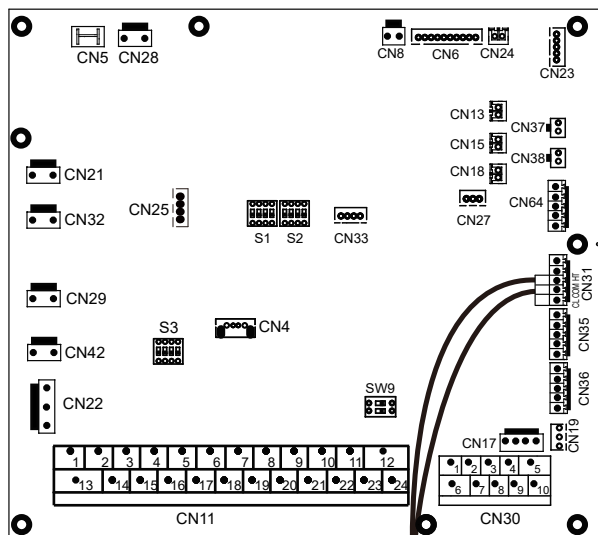 CN5
CN28
CN8
CN6
CN24
CN23
CN13
CN37
CN15
CN38
CN18
CN21
CN25
CN27
CN64
CN32
S1 S2
CN33
CN31
CL COM HT
CN29
CN4
CN35
S3
CN42
CN36
SW9
CN22
CN17
CN19
1 2 3 4 5 6 7 8 9 10 11 12
13 14 15 16 17 18 19 20 21 22 23 24
CN11
1 2 3 4 5
6 7 8 9 10
CN30